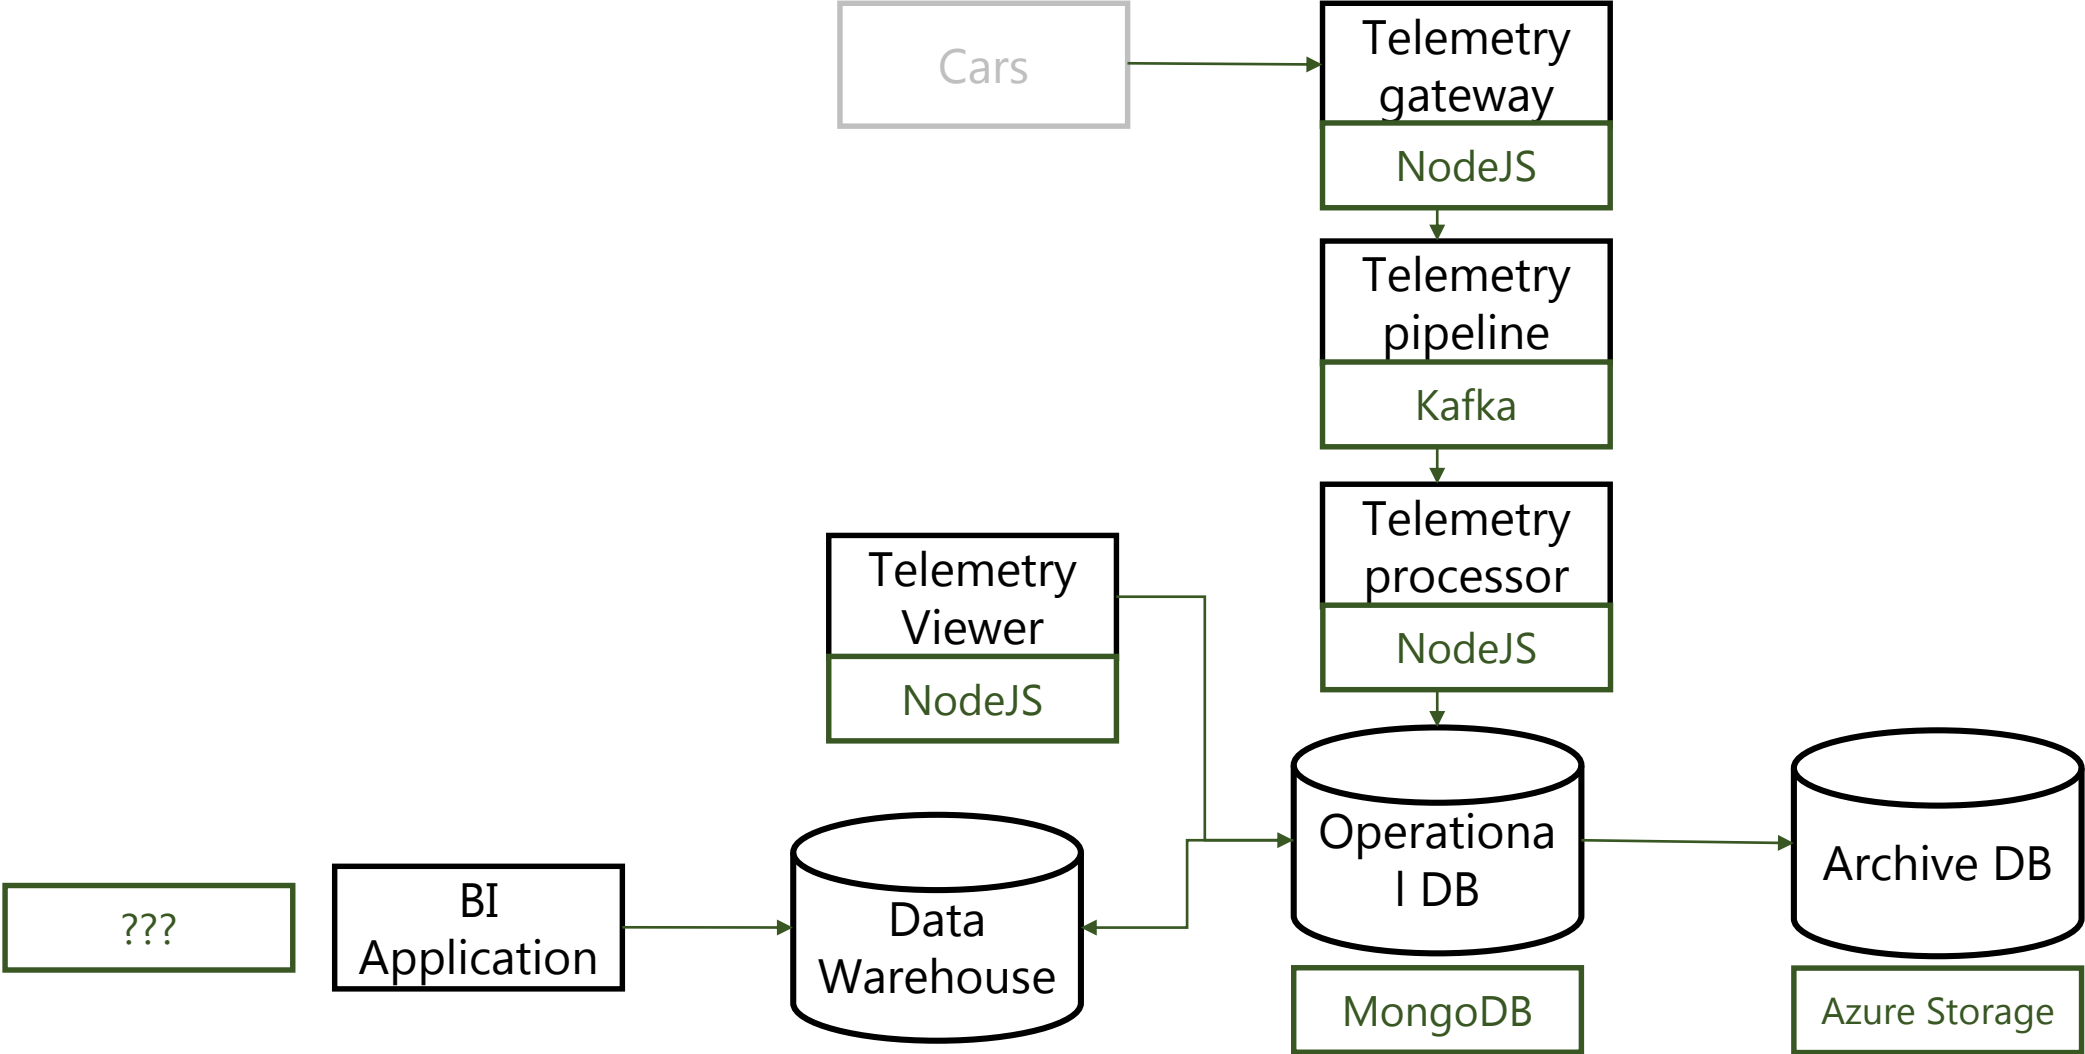 Cars
Telemetry
gateway
NodeJS
Telemetry
pipeline
Kafka
Telemetry
processor
NodeJS
Telemetry
Viewer
NodeJS
Operationa
l DB
MongoDB
Archive DB
Azure Storage
Data
Warehouse
BI
Application
???